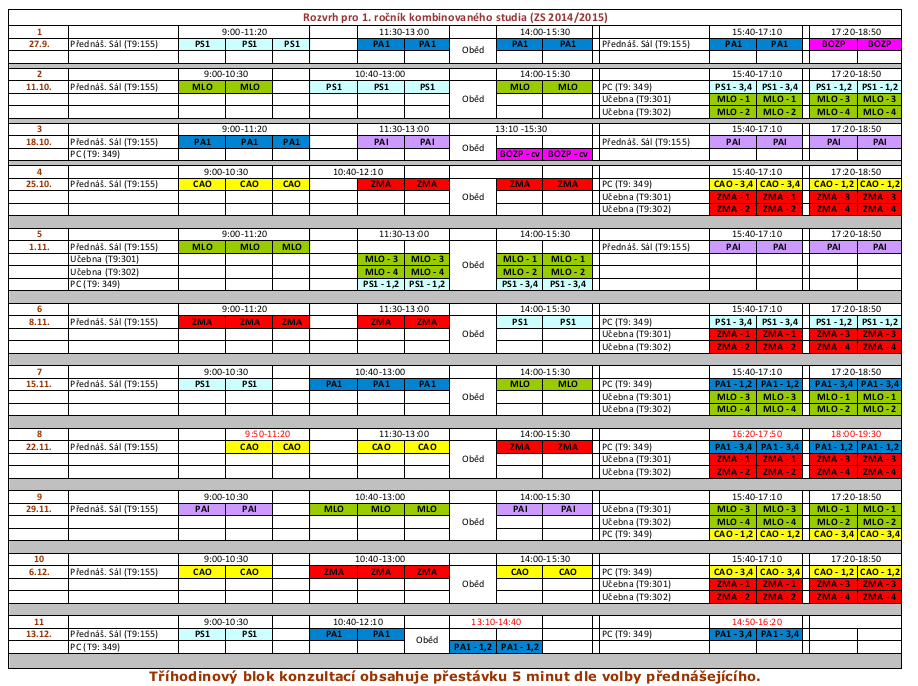 Rozvrh pro 1. ročník kombinovaného studia (ZS 2014/2015)
1 9:00-11:20 11:30-13:00 Oběd 14:00-15:30 15:40-17:10 17:20-18:50
27.9. Přednáš. Sál (T9:155) PS1 PS1 PS1 PA1 PA1 PA1 PA1 Přednáš. Sál (T9:155) PA1 PA1 BOZP BOZP
2 9:00-10:30 10:40-13:00 Oběd 14:00-15:30 15:40-17:10 17:20-18:50
11.10. Přednáš. Sál (T9:155) MLO MLO PS1 PS1 PS1 MLO MLO PC (T9: 349) PS1 - 3,4 PS1 - 3,4 PS1 - 1,2 PS1 - 1,2
Učebna (T9:301) MLO - 1 MLO - 1 MLO - 3 MLO - 3
Učebna (T9:302) MLO - 2 MLO - 2 MLO - 4 MLO - 4
3 9:00-11:20 11:30-13:00 13:10 -15:30 15:40-17:10 17:20-18:50
18.10. Přednáš. Sál (T9:155) PA1 PA1 PA1 PAI PAI Přednáš. Sál (T9:155) PAI PAI PAI PAI
PC (T9: 349) BOZP - cv BOZP - cv
4 9:00-10:30 10:40-12:10 Oběd 14:00-15:30 15:40-17:10 17:20-18:50
25.10. Přednáš. Sál (T9:155) CAO CAO CAO ZMA ZMA ZMA ZMA PC (T9: 349) CAO - 3,4 CAO - 3,4 CAO - 1,2 CAO - 1,2
Učebna (T9:301) ZMA - 1 ZMA - 1 ZMA - 3 ZMA - 3
Učebna (T9:302) ZMA - 2 ZMA - 2 ZMA - 4 ZMA - 4
5 9:00-11:20 11:30-13:00 Oběd 14:00-15:30 15:40-17:10 17:20-18:50
1.11. Přednáš. Sál (T9:155) MLO MLO MLO Přednáš. Sál (T9:155) PAI PAI PAI PAI
Učebna (T9:301) MLO - 3 MLO - 3 MLO - 1 MLO - 1
Učebna (T9:302) MLO - 4 MLO - 4 MLO - 2 MLO - 2
PC (T9: 349) PS1 - 1,2 PS1 - 1,2 PS1 - 3,4 PS1 - 3,4
6 9:00-11:20 11:30-13:00 Oběd 14:00-15:30 15:40-17:10 17:20-18:50
8.11. Přednáš. Sál (T9:155) ZMA ZMA ZMA ZMA ZMA PS1 PS1 PC (T9: 349) PS1 - 3,4 PS1 - 3,4 PS1 - 1,2 PS1 - 1,2
Učebna (T9:301) ZMA - 1 ZMA - 1 ZMA - 3 ZMA - 3
Učebna (T9:302) ZMA - 2 ZMA - 2 ZMA - 4 ZMA - 4
7 9:00-10:30 10:40-13:00 Oběd 14:00-15:30 15:40-17:10 17:20-18:50
15.11. Přednáš. Sál (T9:155) PS1 PS1 PA1 PA1 PA1 MLO MLO PC (T9: 349) PA1 - 1,2 PA1 - 1,2 PA1 - 3,4 PA1 - 3,4
Učebna (T9:301) MLO - 3 MLO - 3 MLO - 1 MLO - 1
Učebna (T9:302) MLO - 4 MLO - 4 MLO - 2 MLO - 2
8 9:50-11:20 11:30-13:00 Oběd 14:00-15:30 16:20-17:50 18:00-19:30
22.11. Přednáš. Sál (T9:155) CAO CAO CAO CAO ZMA ZMA PC (T9: 349) PA1 - 3,4 PA1 - 3,4 PA1 - 1,2 PA1 - 1,2
Učebna (T9:301) ZMA - 1 ZMA - 1 ZMA - 3 ZMA - 3
Učebna (T9:302) ZMA - 2 ZMA - 2 ZMA - 4 ZMA - 4
9 9:00-10:30 10:40-13:00 Oběd 14:00-15:30 15:40-17:10 17:20-18:50
29.11. Přednáš. Sál (T9:155) PAI PAI MLO MLO MLO PAI PAI Učebna (T9:301) MLO - 3 MLO - 3 MLO - 1 MLO - 1
Učebna (T9:302) MLO - 4 MLO - 4 MLO - 2 MLO - 2
PC (T9: 349) CAO - 1,2 CAO - 1,2 CAO - 3,4 CAO - 3,4
10 9:00-10:30 10:40-13:00 Oběd 14:00-15:30 15:40-17:10 17:20-18:50
6.12. Přednáš. Sál (T9:155) CAO CAO ZMA ZMA ZMA CAO CAO PC (T9: 349) CAO - 3,4 CAO - 3,4 CAO - 1,2 CAO - 1,2
Učebna (T9:301) ZMA - 1 ZMA - 1 ZMA - 3 ZMA - 3
Učebna (T9:302) ZMA - 2 ZMA - 2 ZMA - 4 ZMA - 4
11 9:00-10:30 10:40-12:10 Oběd 13:10-14:40 14:50-16:20
13.12. Přednáš. Sál (T9:155) PS1 PS1 PA1 PA1 PC (T9: 349) PA1 - 3,4 PA1 - 3,4
PC (T9: 349) PA1 - 1,2 PA1 - 1,2
Tříhodinový blok konzultací obsahuje přestávku 5 minut dle volby přednášejícího.